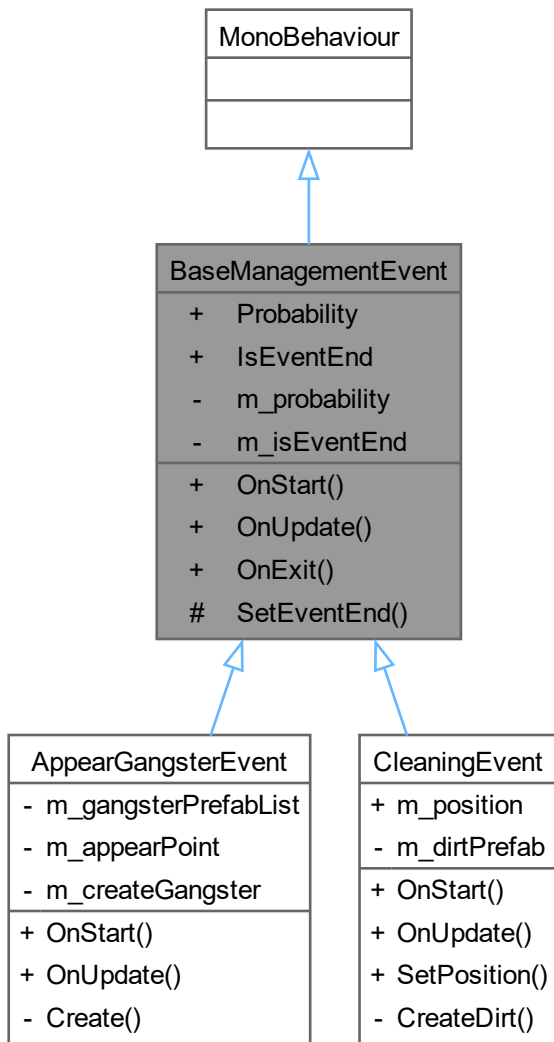 MonoBehaviour
BaseManagementEvent
+ Probability
+ IsEventEnd
- m_probability
- m_isEventEnd
+ OnStart()
+ OnUpdate()
+ OnExit()
# SetEventEnd()
AppearGangsterEvent
- m_gangsterPrefabList
- m_appearPoint
- m_createGangster
+ OnStart()
+ OnUpdate()
- Create()
CleaningEvent
+ m_position
- m_dirtPrefab
+ OnStart()
+ OnUpdate()
+ SetPosition()
- CreateDirt()